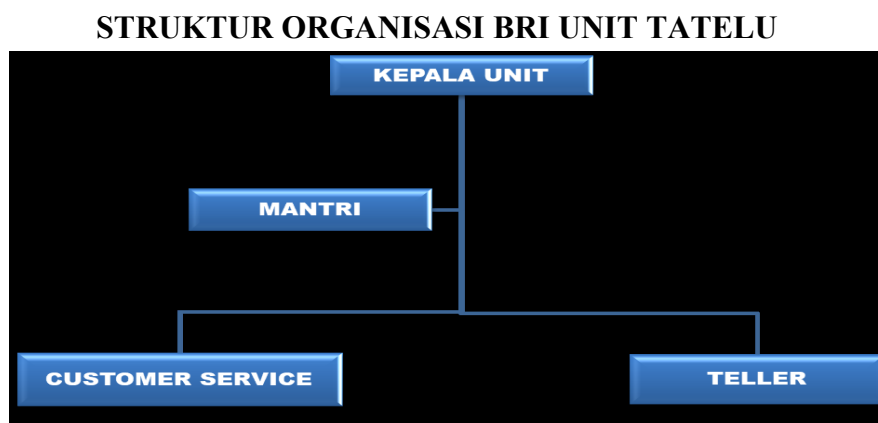 STRUKTUR ORGANISASI BRI UNIT TATELU
KEPALA UNIT
MANTRI
CUSTOMER SERVICE
TELLER